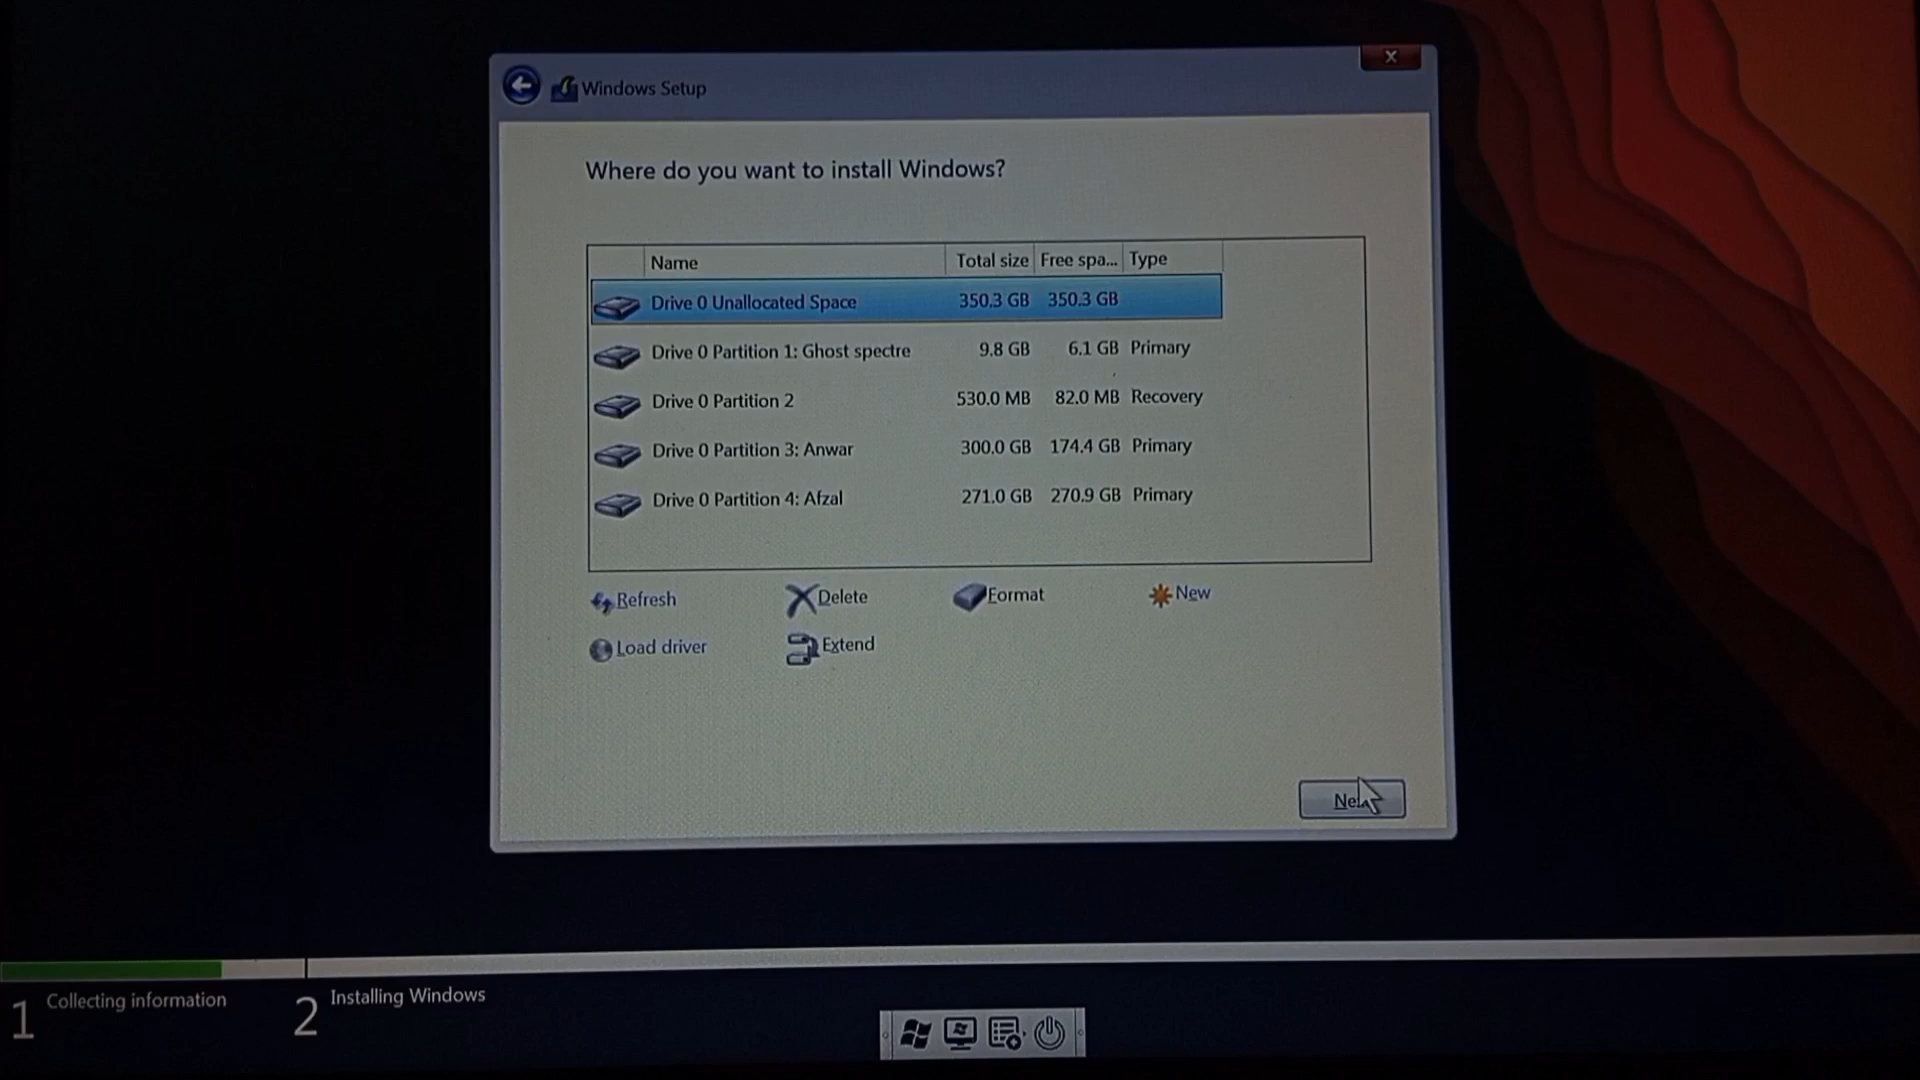 Windows Setup
x
Where do you want to install Windows?
Name Total size Free spa... Type
Drive 0 Unallocated Space 350.3 GB 350.3 GB
Drive 0 Partition 1: Ghost spectre 9.8 GB 6.1 GB Primary
Drive 0 Partition 2 530.0 MB 82.0 MB Recovery
Drive 0 Partition 3: Anwar 300.0 GB 174.4 GB Primary
Drive 0 Partition 4: Afzal 271.0 GB 270.9 GB Primary
Refresh Delete Format New
Load driver Extend
1 Collecting information 2 Installing Windows